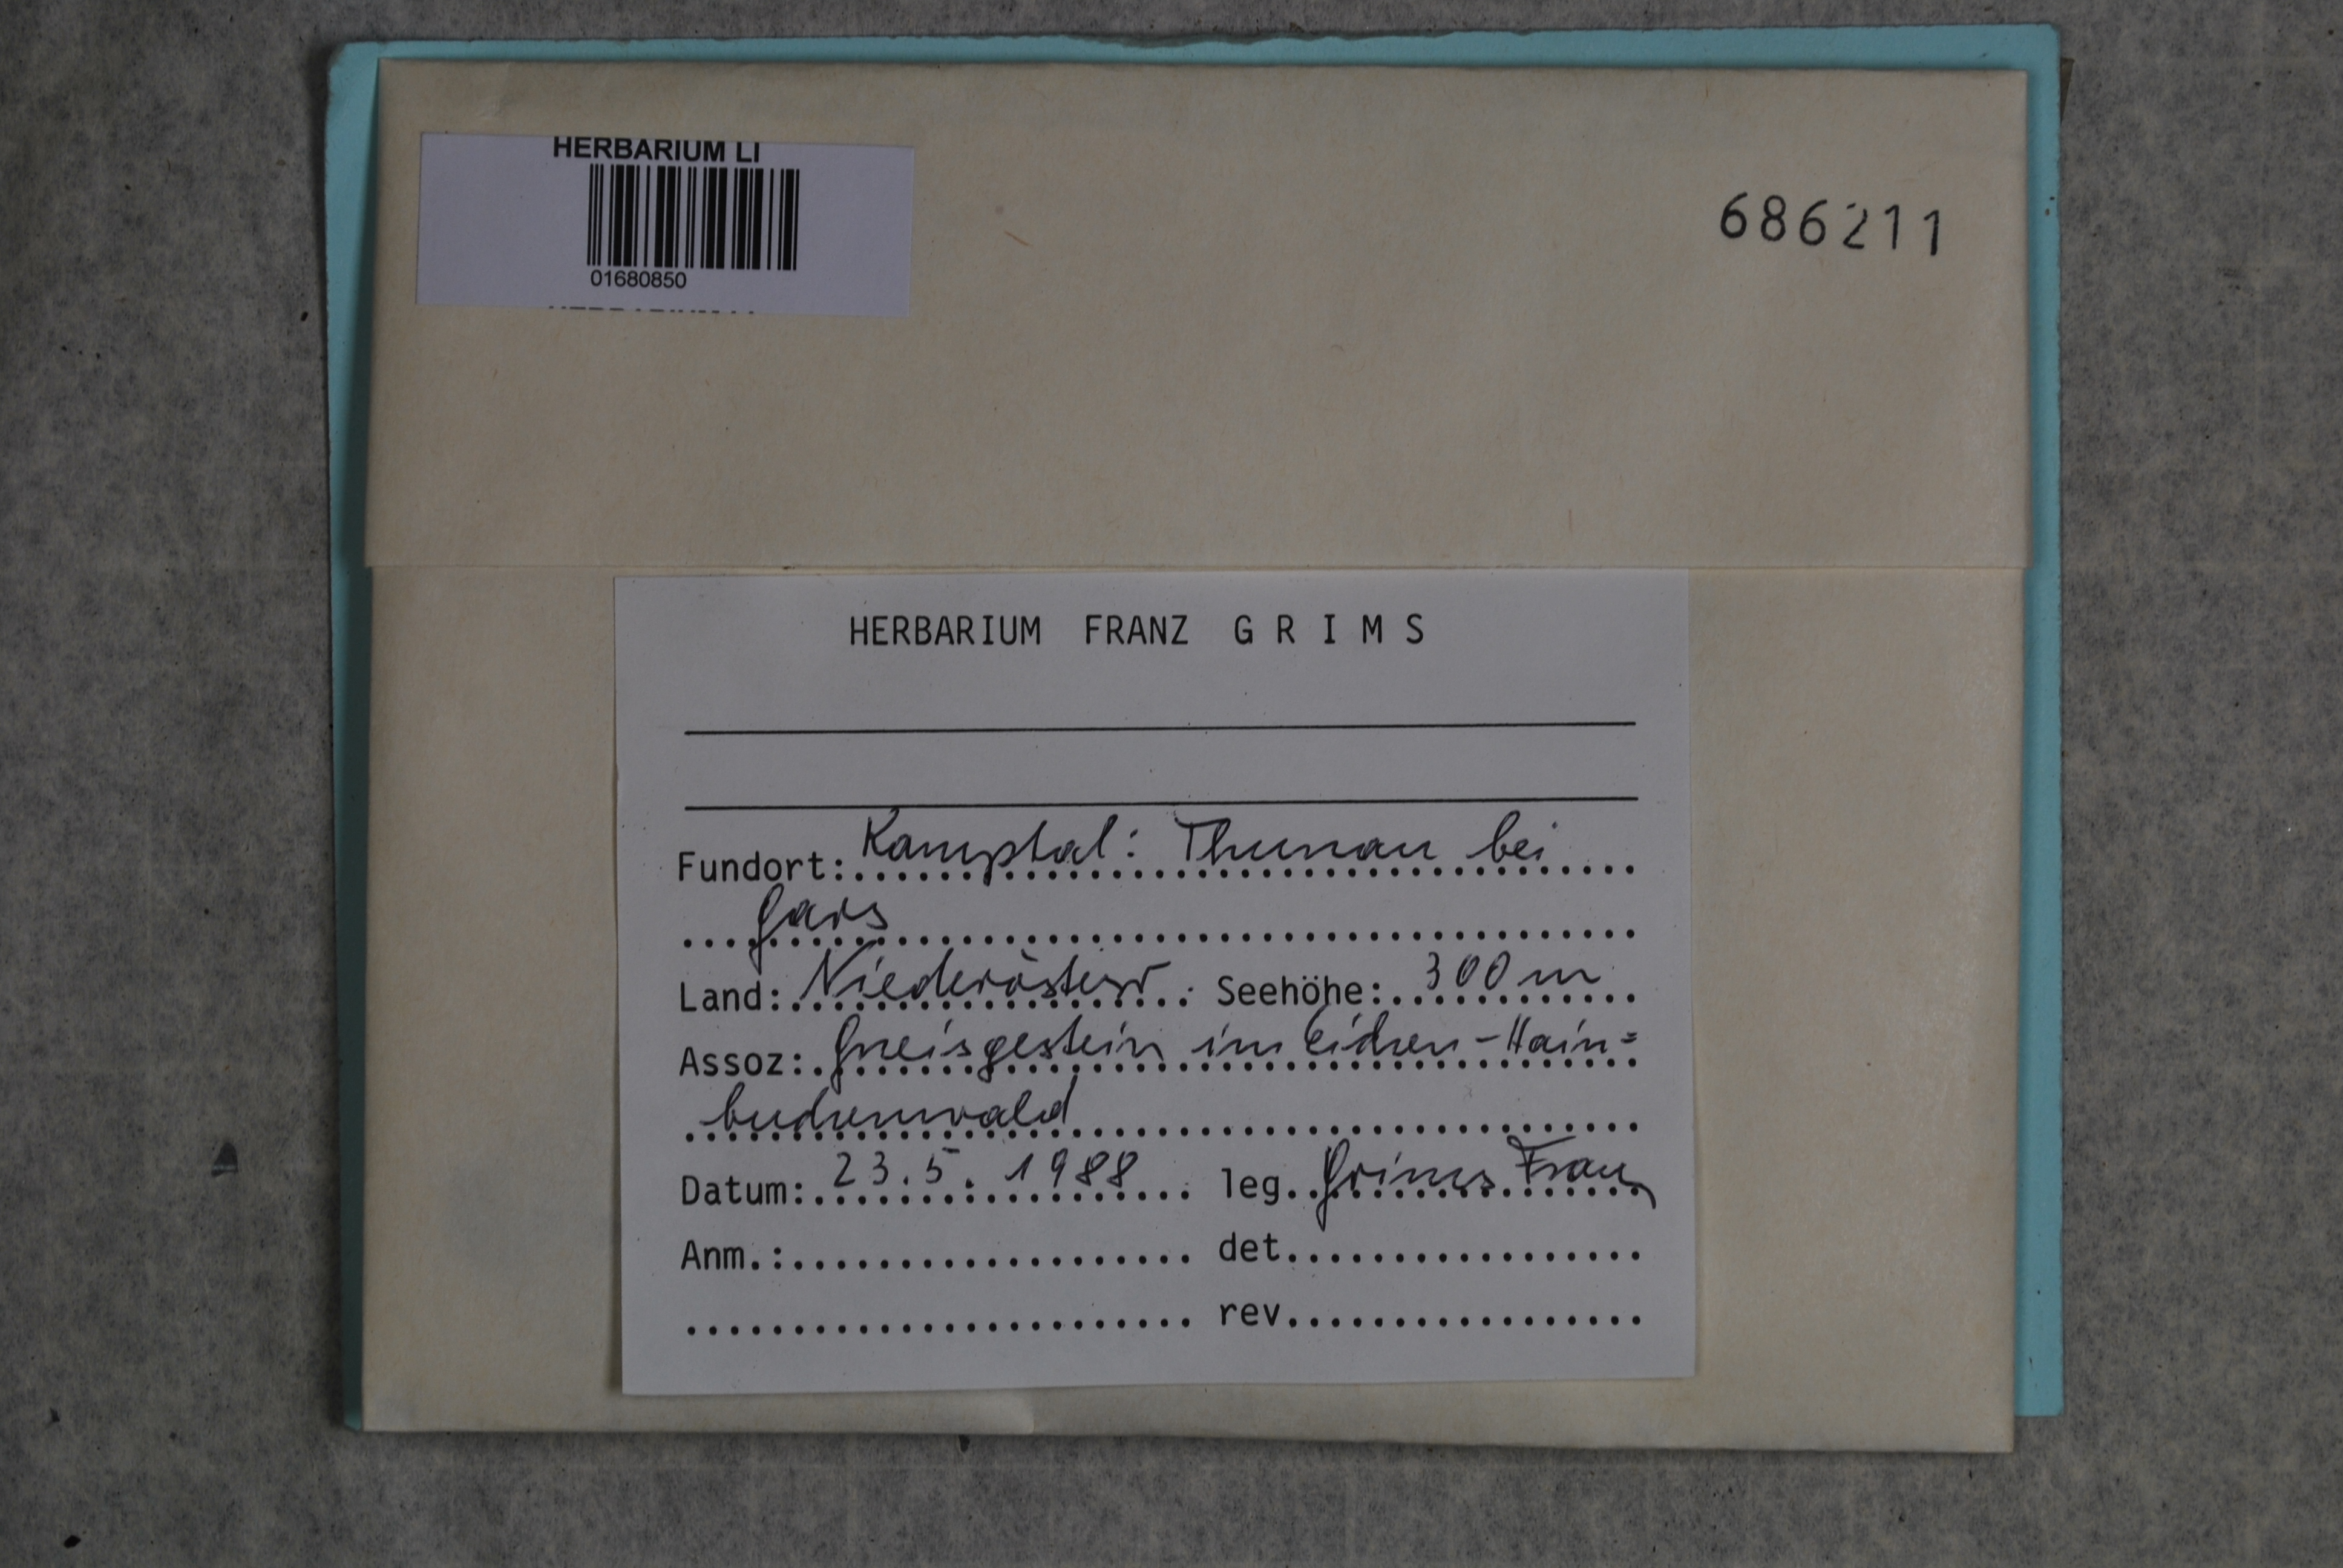 HERBARIUM LI
01680850
686211
HERBARIUM FRANZ GRIMS
Fundort: Kamptal: Thunau bei
Gars
Land: Niederösterr. Seehöhe: 300 m
Assoz: Gneisgestein im Eichen-Hain=
buchenwald
Datum: 23.5.1988 leg. Grims Franz
Anm.: det.
rev.